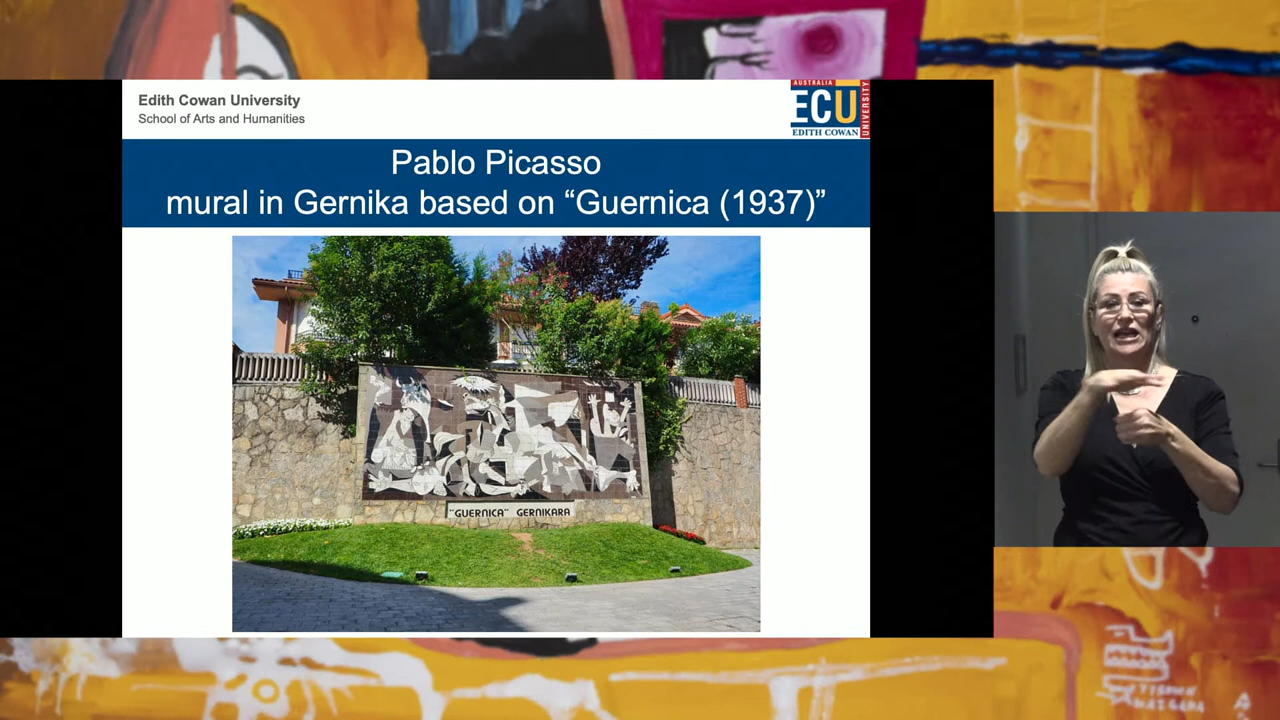 Edith Cowan University
School of Arts and Humanities
AUSTRALIA
ECU
EDITH COWAN
UNIVERSITY
Pablo Picasso
mural in Gernika based on “Guernica (1937)”
"GUERNICA" GERNIKARA